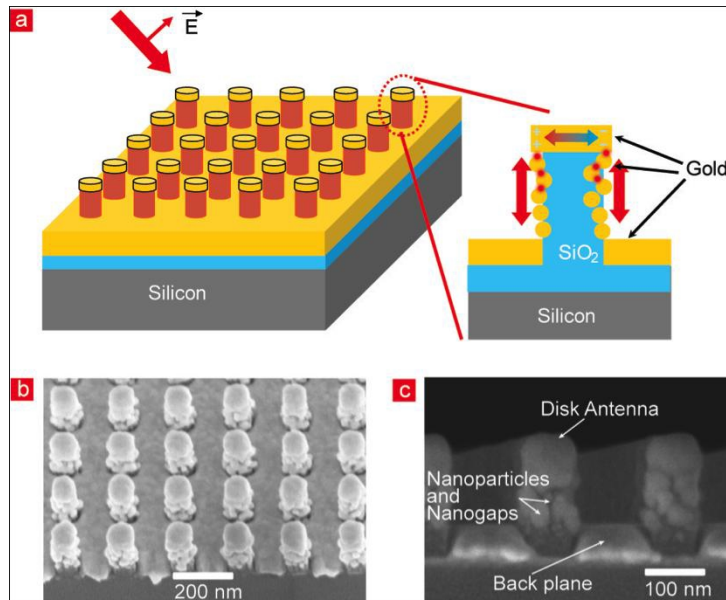 a
E
Gold
SiO2
Silicon
Silicon
b
200 nm
c
Disk Antenna
Nanoparticles
and
Nanogaps
Back plane
100 nm